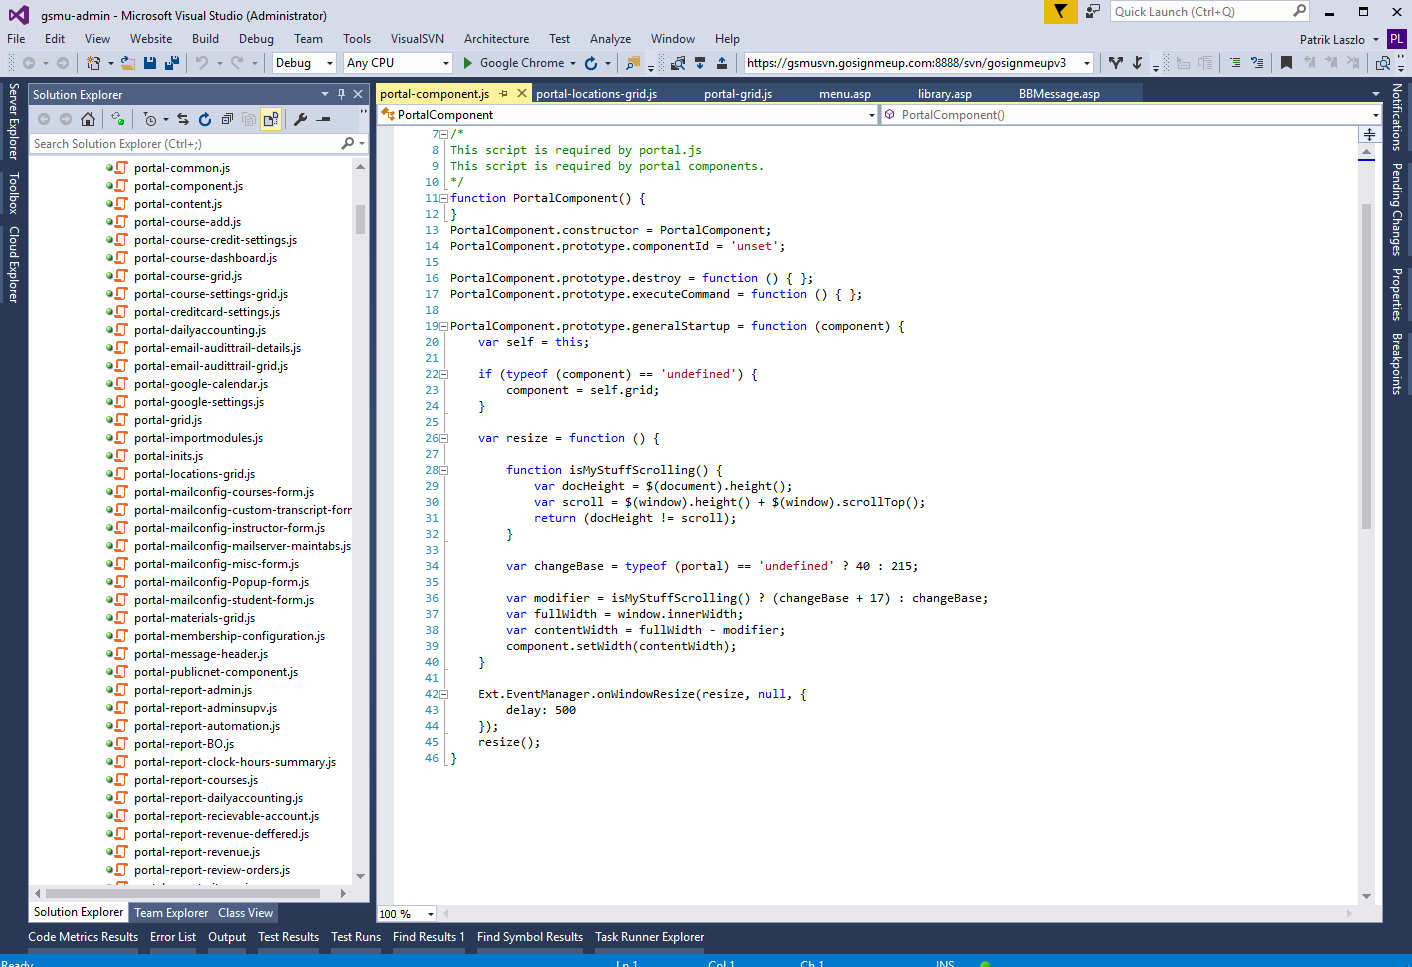 gsmu-admin - Microsoft Visual Studio (Administrator)
Quick Launch (Ctrl+Q)
File Edit View Website Build Debug Team Tools VisualSVN Architecture Test Analyze Window Help
Patrik Laszlo PL
Debug Any CPU Google Chrome https://gsmusvn.gosignmeup.com:8888/svn/gosignmeupv3
Server Explorer
Toolbox
Cloud Explorer
Solution Explorer
Search Solution Explorer (Ctrl+;)
portal-common.js
portal-component.js
portal-content.js
portal-course-add.js
portal-course-credit-settings.js
portal-course-dashboard.js
portal-course-grid.js
portal-course-settings-grid.js
portal-creditcard-settings.js
portal-dailyaccounting.js
portal-email-audittrail-details.js
portal-email-audittrail-grid.js
portal-google-calendar.js
portal-google-settings.js
portal-grid.js
portal-importmodules.js
portal-inits.js
portal-locations-grid.js
portal-mailconfig-courses-form.js
portal-mailconfig-custom-transcript-forr
portal-mailconfig-instructor-form.js
portal-mailconfig-mailserver-maintabs.js
portal-mailconfig-misc-form.js
portal-mailconfig-Popup-form.js
portal-mailconfig-student-form.js
portal-materials-grid.js
portal-membership-configuration.js
portal-message-header.js
portal-publicnet-component.js
portal-report-admin.js
portal-report-adminsupv.js
portal-report-automation.js
portal-report-BO.js
portal-report-clock-hours-summary.js
portal-report-courses.js
portal-report-dailyaccounting.js
portal-report-recievable-account.js
portal-report-revenue-deffered.js
portal-report-revenue.js
portal-report-review-orders.js
Solution Explorer Team Explorer Class View
portal-component.js portal-locations-grid.js portal-grid.js menu.asp library.asp BBMessage.asp
PortalComponent PortalComponent()
7 /*
8 This script is required by portal.js
9 This script is required by portal components.
10 */
11 function PortalComponent() {
12 }
13 PortalComponent.constructor = PortalComponent;
14 PortalComponent.prototype.componentId = 'unset';
15
16 PortalComponent.prototype.destroy = function () { };
17 PortalComponent.prototype.executeCommand = function () { };
18
19 PortalComponent.prototype.generalStartup = function (component) {
20 var self = this;
21
22 if (typeof (component) == 'undefined') {
23 component = self.grid;
24 }
25
26 var resize = function () {
27
28 function isMyStuffScrolling() {
29 var docHeight = $(document).height();
30 var scroll = $(window).height() + $(window).scrollTop();
31 return (docHeight != scroll);
32 }
33
34 var changeBase = typeof (portal) == 'undefined' ? 40 : 215;
35
36 var modifier = isMyStuffScrolling() ? (changeBase + 17) : changeBase;
37 var fullWidth = window.innerWidth;
38 var contentWidth = fullWidth - modifier;
39 component.setWidth(contentWidth);
40 }
41
42 Ext.EventManager.onWindowResize(resize, null, {
43 delay: 500
44 });
45 resize();
46 }
100 %
Notifications
Pending Changes
Properties
Breakpoints
Code Metrics Results Error List Output Test Results Test Runs Find Results 1 Find Symbol Results Task Runner Explorer
Ready Ln 1 Col 1 Ch 1 INS